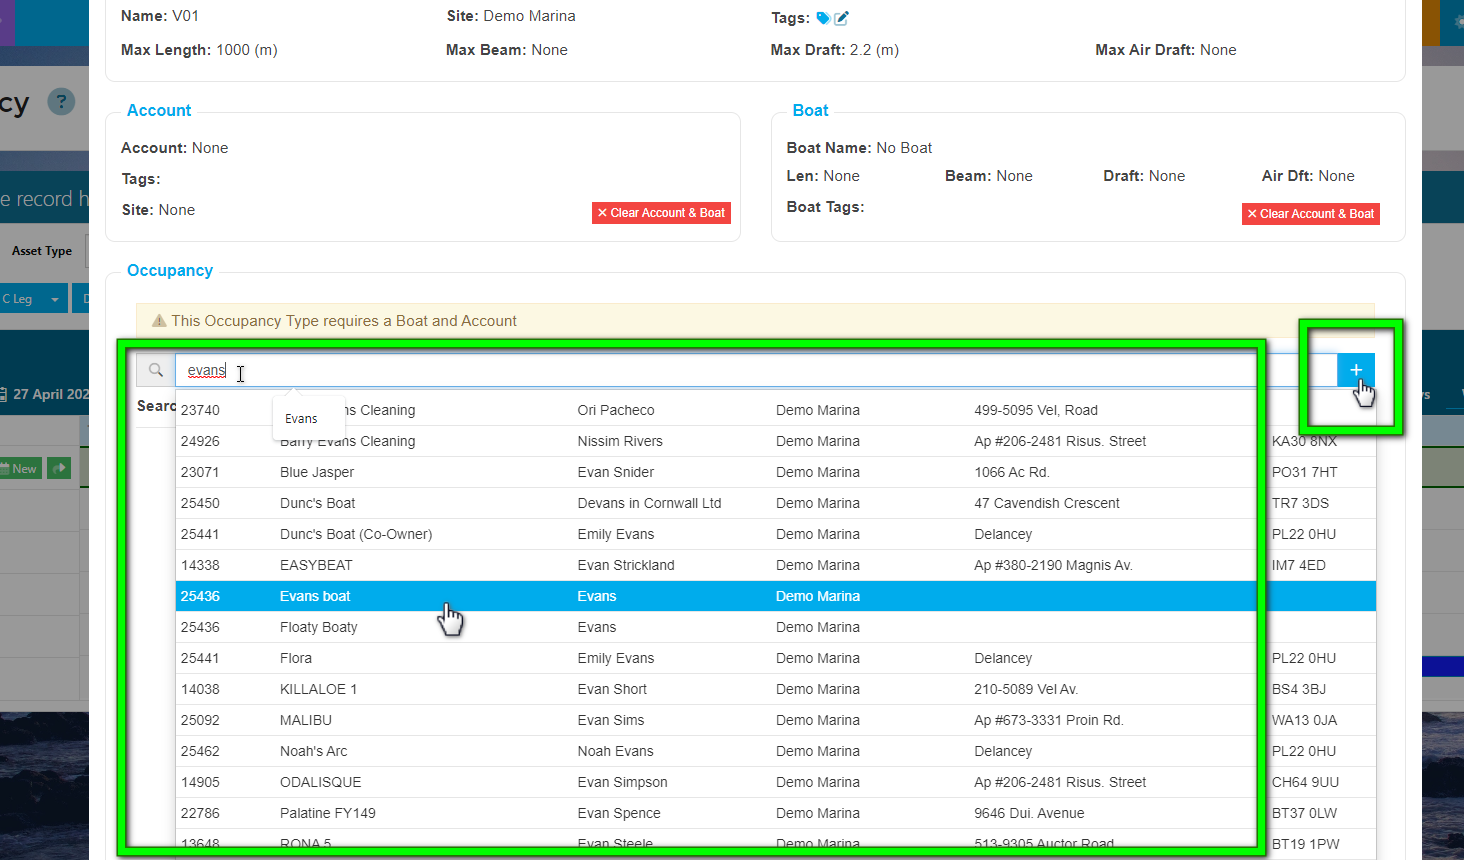 Name: V01 Site: Demo Marina Tags:
Max Length: 1000 (m) Max Beam: None Max Draft: 2.2 (m) Max Air Draft: None
cy ?
Account Boat
Account: None Boat Name: No Boat
Tags: Len: None Beam: None Draft: None Air Dft: None
e record h
Site: None × Clear Account & Boat Boat Tags: × Clear Account & Boat
Asset Type
Occupancy
C Leg D
This Occupancy Type requires a Boat and Account
evans +
27 April 202
Evans
23740 Evans Cleaning Ori Pacheco Demo Marina 499-5095 Vel, Road
24926 Barry Evans Cleaning Nissim Rivers Demo Marina Ap #206-2481 Risus. Street KA30 8NX
New 23071 Blue Jasper Evan Snider Demo Marina 1066 Ac Rd. PO31 7HT
25450 Dunc's Boat Devans in Cornwall Ltd Demo Marina 47 Cavendish Crescent TR7 3DS
25441 Dunc's Boat (Co-Owner) Emily Evans Demo Marina Delancey PL22 0HU
14338 EASYBEAT Evan Strickland Demo Marina Ap #380-2190 Magnis Av. IM7 4ED
25436 Evans boat Evans Demo Marina
25436 Floaty Boaty Evans Demo Marina
25441 Flora Emily Evans Demo Marina Delancey PL22 0HU
14038 KILLALOE 1 Evan Short Demo Marina 210-5089 Vel Av. BS4 3BJ
25092 MALIBU Evan Sims Demo Marina Ap #673-3331 Proin Rd. WA13 0JA
25462 Noah's Arc Noah Evans Demo Marina Delancey PL22 0HU
14905 ODALISQUE Evan Simpson Demo Marina Ap #206-2481 Risus. Street CH64 9UU
22786 Palatine FY149 Evan Spence Demo Marina 9646 Dui. Avenue BT37 0LW
13648 RONA 5 Evan Steele Demo Marina 513-9305 Auctor Road BT19 1PW